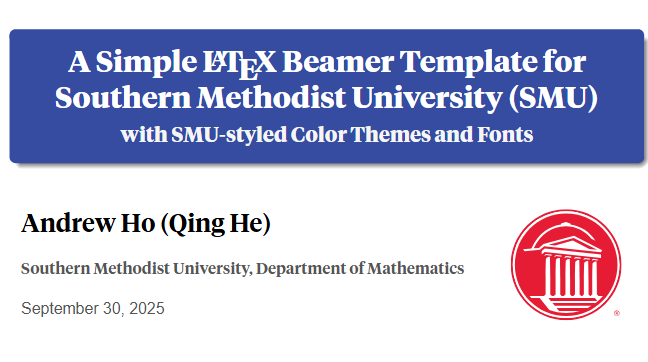 A Simple LATEX Beamer Template for
Southern Methodist University (SMU)
with SMU-styled Color Themes and Fonts
Andrew Ho (Qing He)
Southern Methodist University, Department of Mathematics
September 30, 2025
®